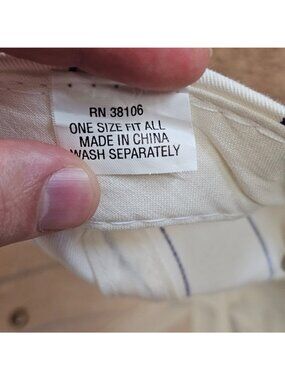 RN 38106
ONE SIZE FIT ALL
MADE IN CHINA
WASH SEPARATELY